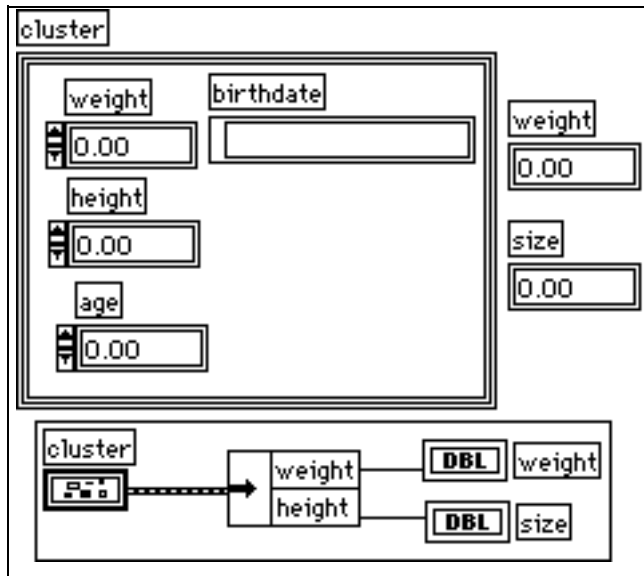 cluster
weight
birthdate
0.00
weight
0.00
height
0.00
size
0.00
age
0.00
cluster
weight
DBL
weight
height
DBL
size